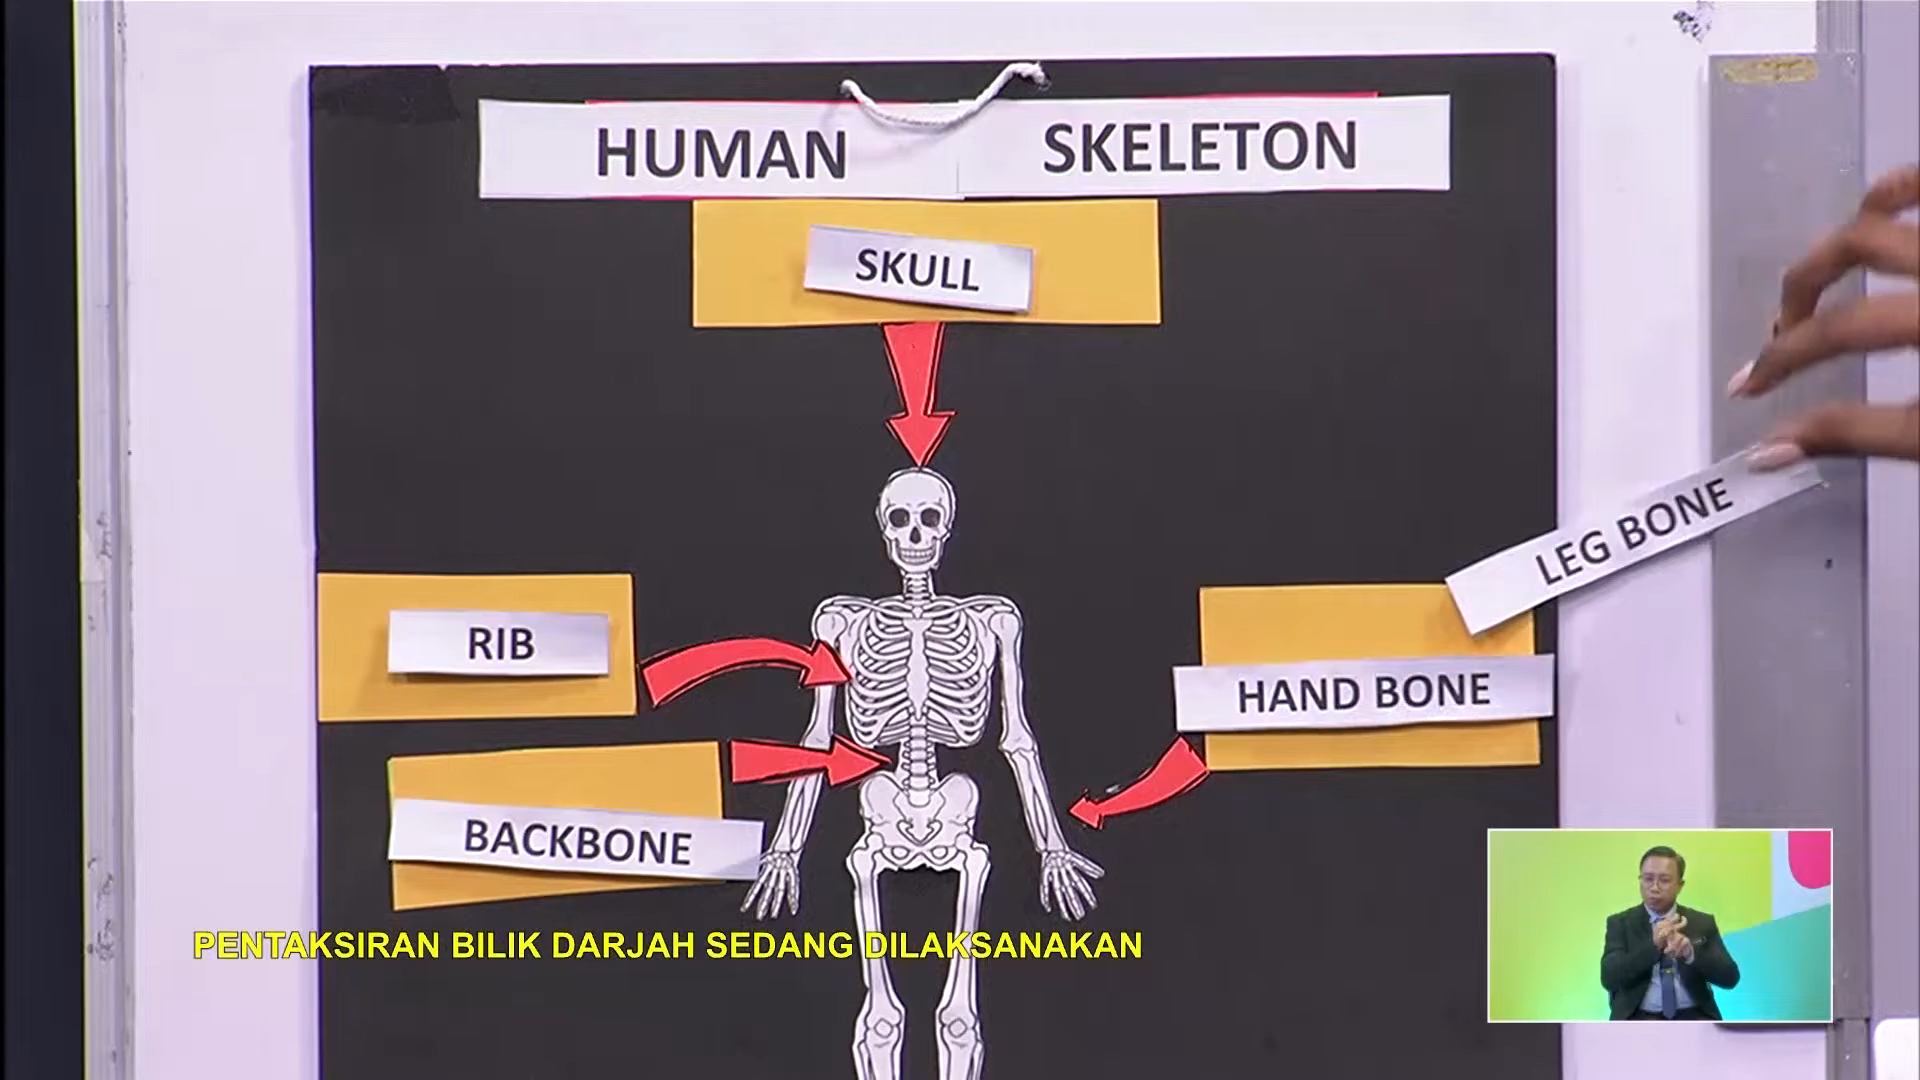 HUMAN SKELETON
SKULL
RIB
LEG BONE
HAND BONE
BACKBONE
PENTAKSIRAN BILIK DARJAH SEDANG DILAKSANAKAN